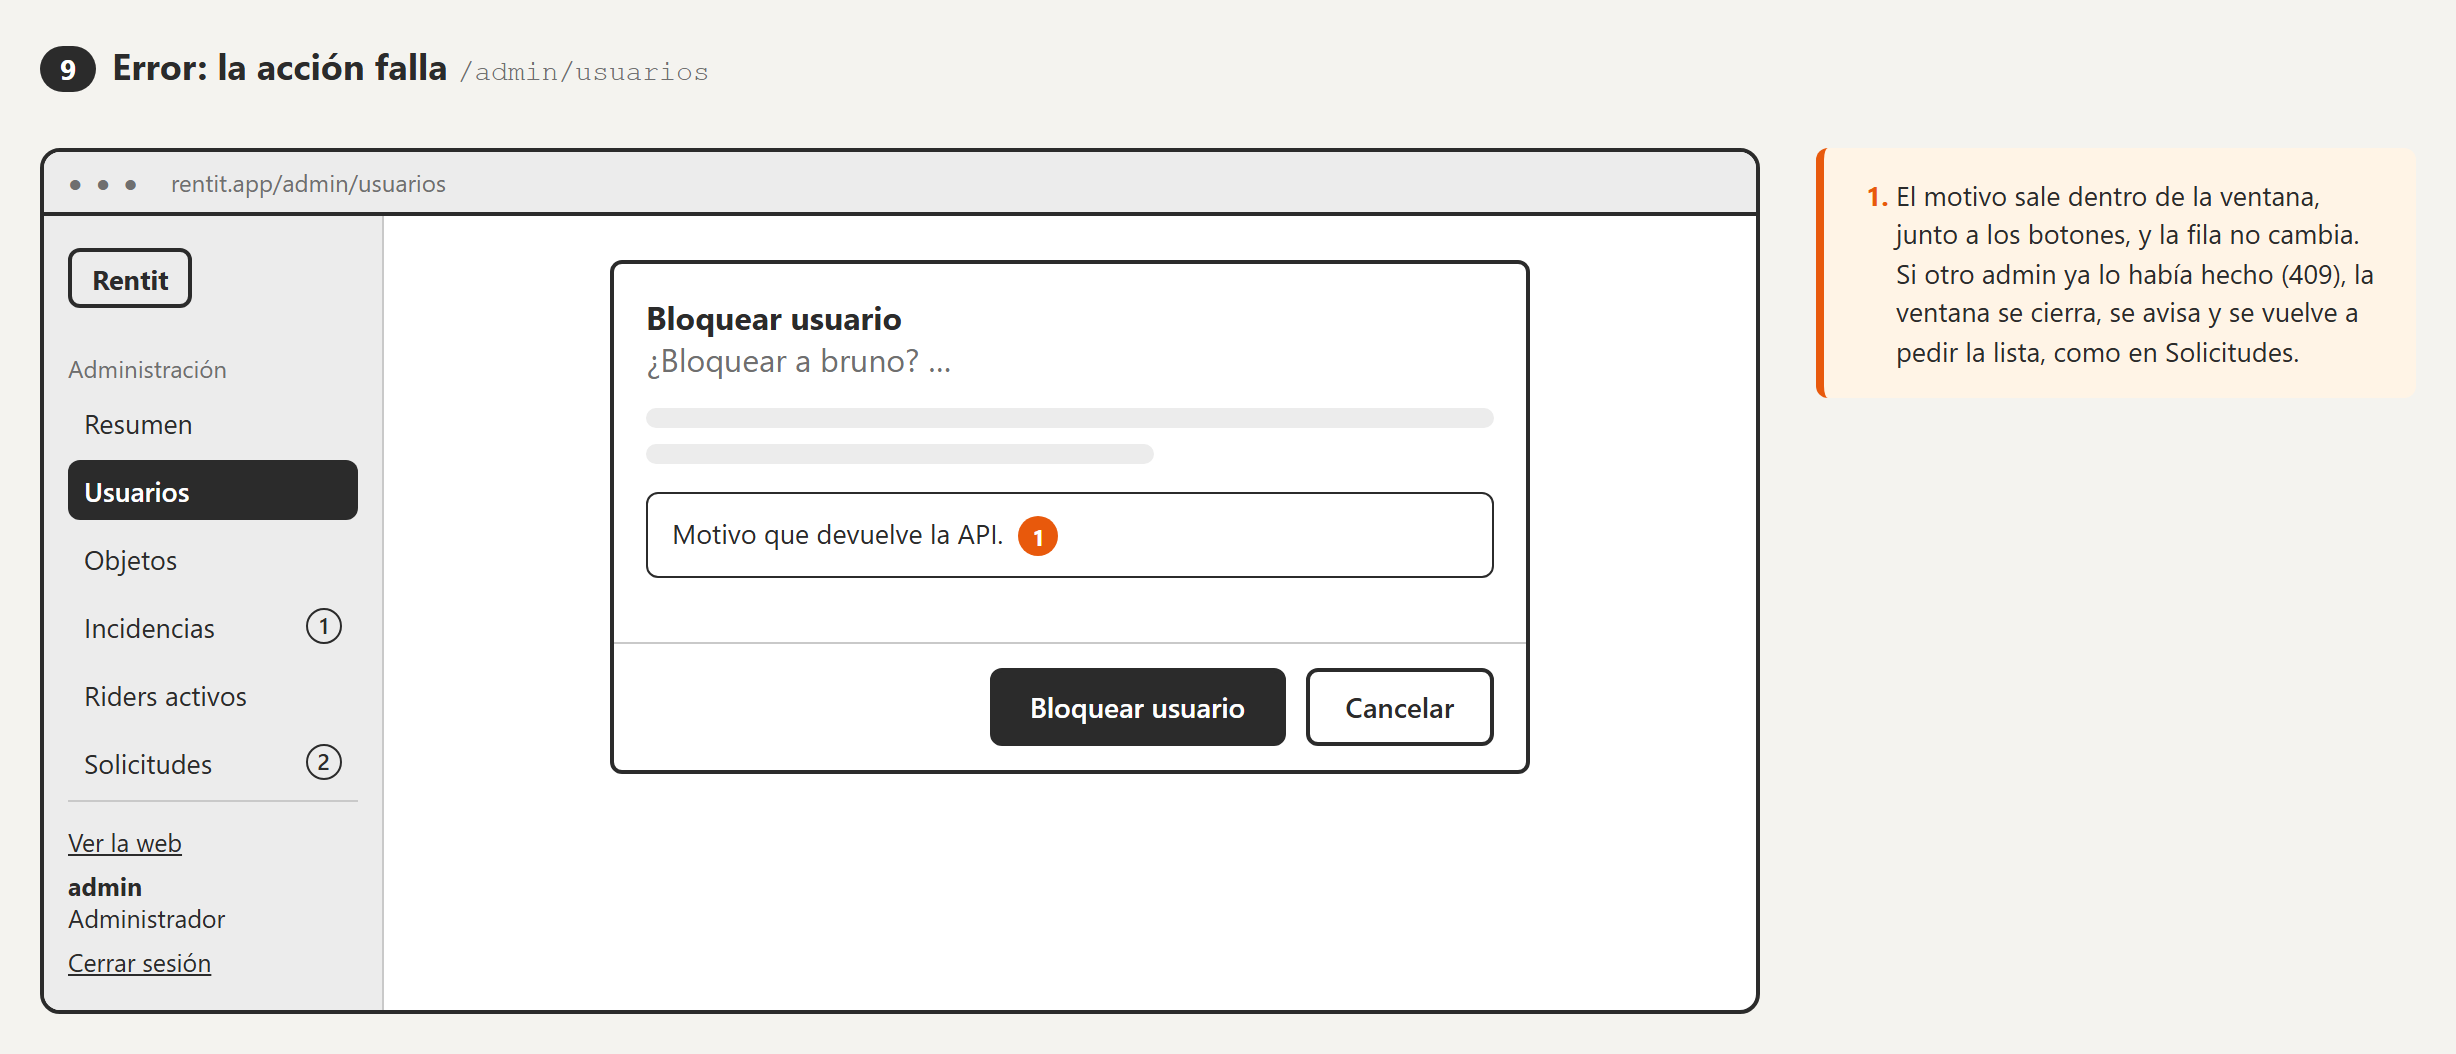 9 Error: la acción falla /admin/usuarios
rentit.app/admin/usuarios
Rentit
Administración
Resumen
Usuarios
Objetos
Incidencias 1
Riders activos
Solicitudes 2
Ver la web
admin
Administrador
Cerrar sesión
Bloquear usuario
¿Bloquear a bruno? ...
Motivo que devuelve la API. 1
Bloquear usuario
Cancelar
1. El motivo sale dentro de la ventana,
junto a los botones, y la fila no cambia.
Si otro admin ya lo había hecho (409), la
ventana se cierra, se avisa y se vuelve a
pedir la lista, como en Solicitudes.